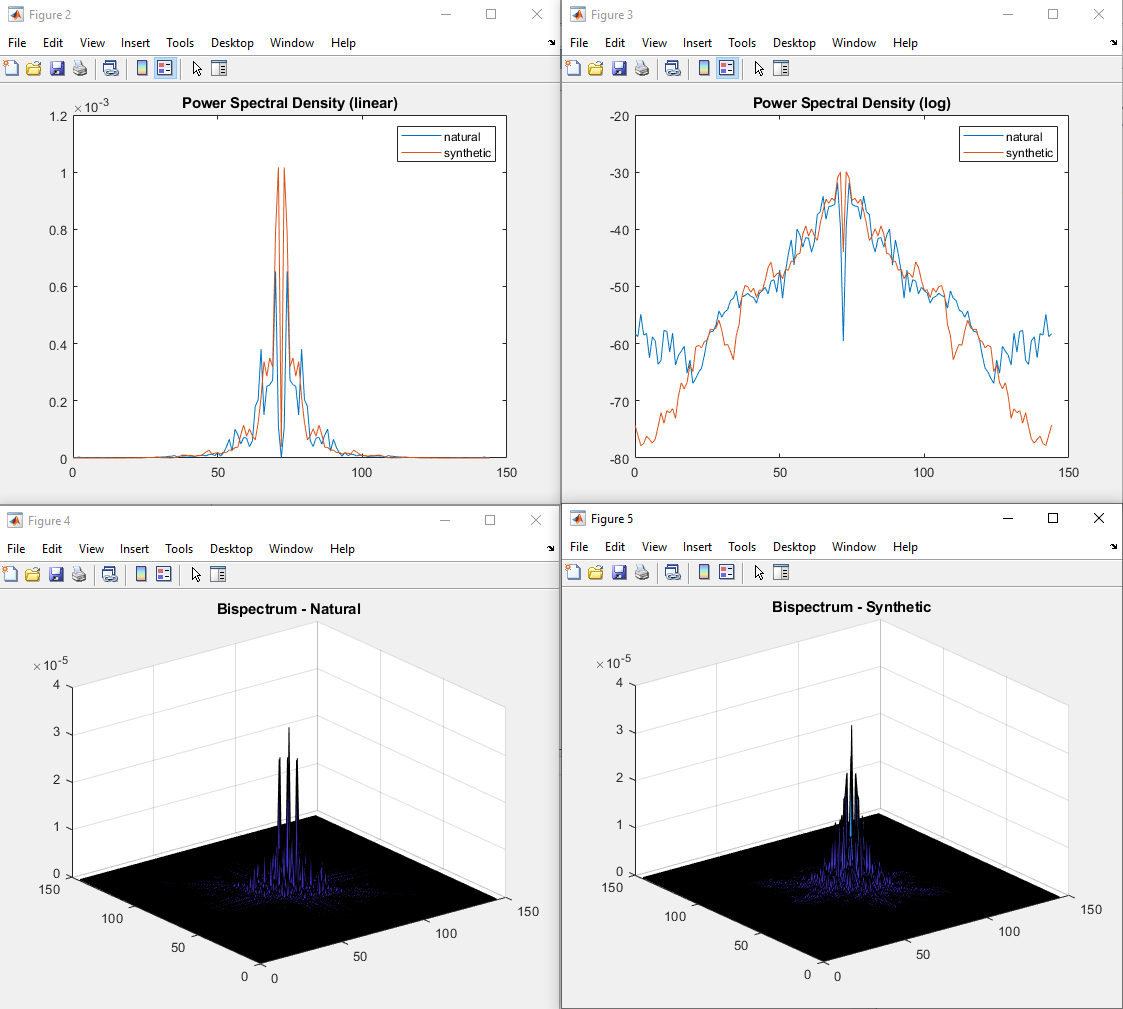 Figure 2
File Edit View Insert Tools Desktop Window Help
Power Spectral Density (linear)
×10-3
1.2
1
0.8
0.6
0.4
0.2
0
0 50 100 150
natural
synthetic
Figure 3
File Edit View Insert Tools Desktop Window Help
Power Spectral Density (log)
-20
-30
-40
-50
-60
-70
-80
0 50 100 150
natural
synthetic
Figure 4
File Edit View Insert Tools Desktop Window Help
Bispectrum - Natural
×10-5
4
3
2
1
0
150
100
50
0
0
50
100
150
Figure 5
File Edit View Insert Tools Desktop Window Help
Bispectrum - Synthetic
×10-5
4
3
2
1
0
150
100
50
0
0
50
100
150